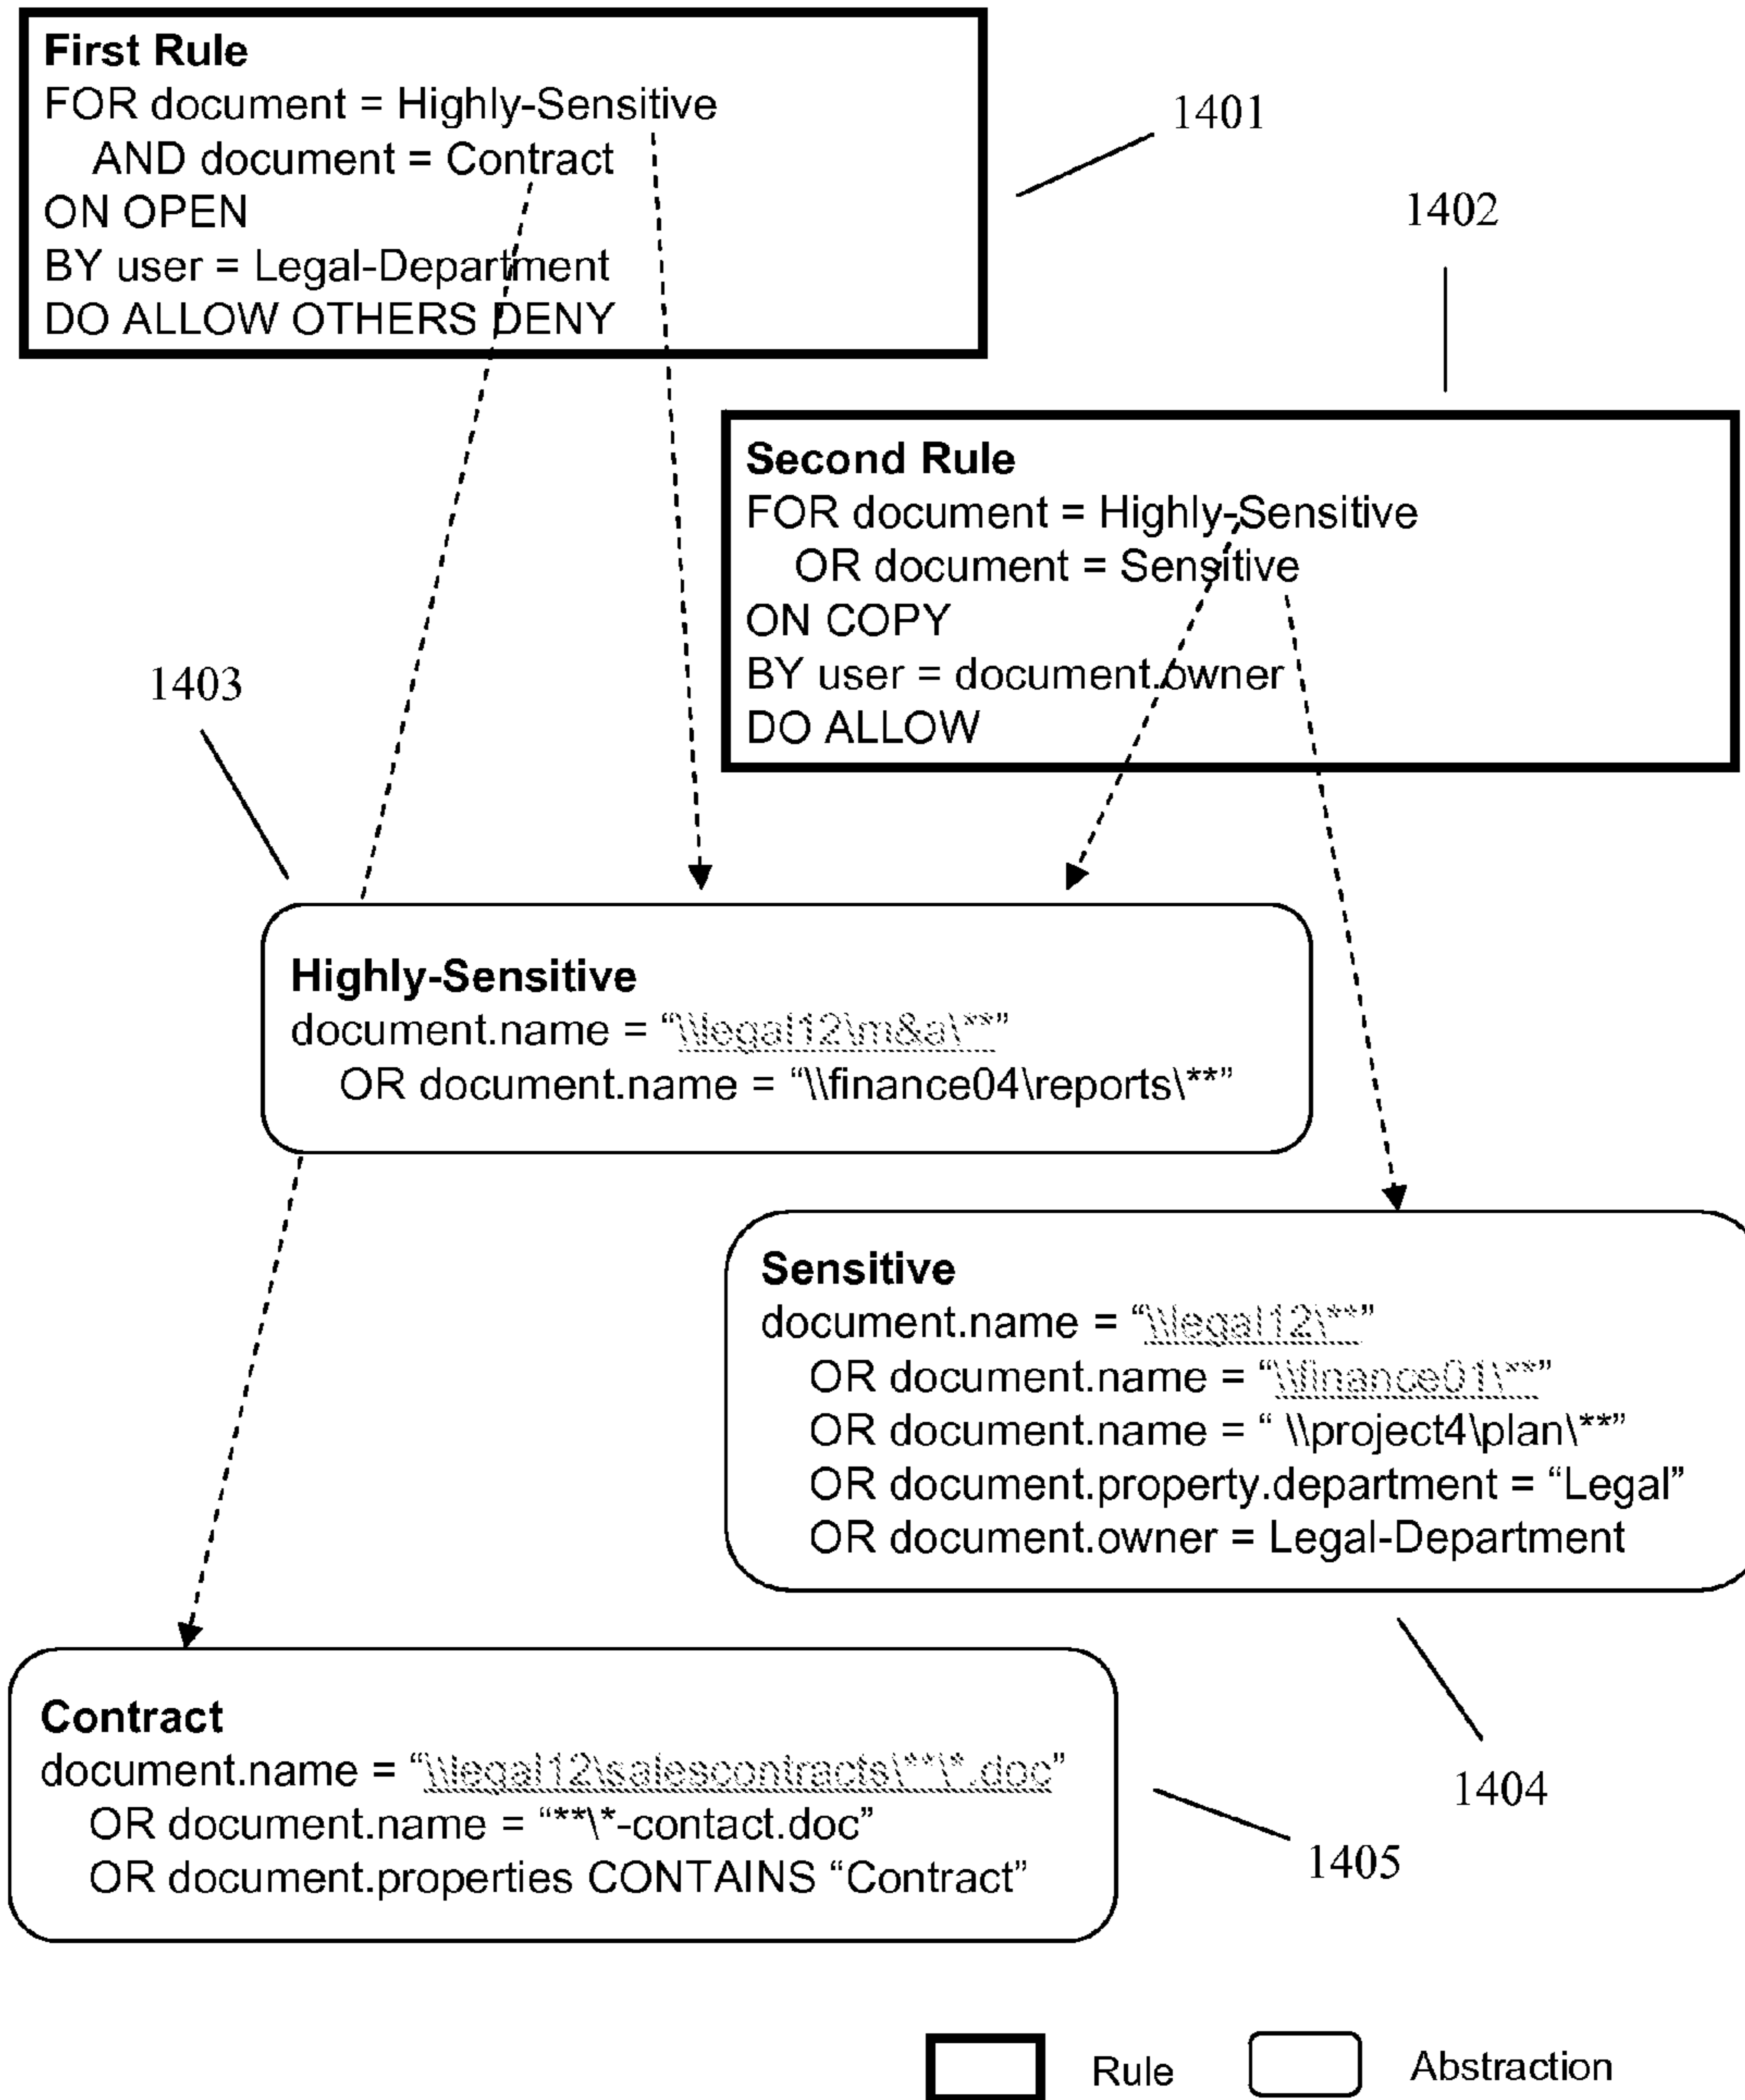 First Rule
FOR document = Highly-Sensitive
AND document = Contract
ON OPEN
BY user = Legal-Department
DO ALLOW OTHERS DENY
1401
1402
Second Rule
FOR document = Highly-Sensitive
OR document = Sensitive
ON COPY
BY user = document.owner
DO ALLOW
1403
Highly-Sensitive
document.name = “\\legal12\m&a\**”
OR document.name = “\\finance04\reports\**”
Sensitive
document.name = “\\legal12\**”
OR document.name = “\\finance01\**”
OR document.name = “ \\project4\plan\**”
OR document.property.department = “Legal”
OR document.owner = Legal-Department
1404
Contract
document.name = “\\legal12\salescontracts\**\*.doc”
OR document.name = “**\*-contact.doc”
OR document.properties CONTAINS “Contract”
1405
Rule
Abstraction